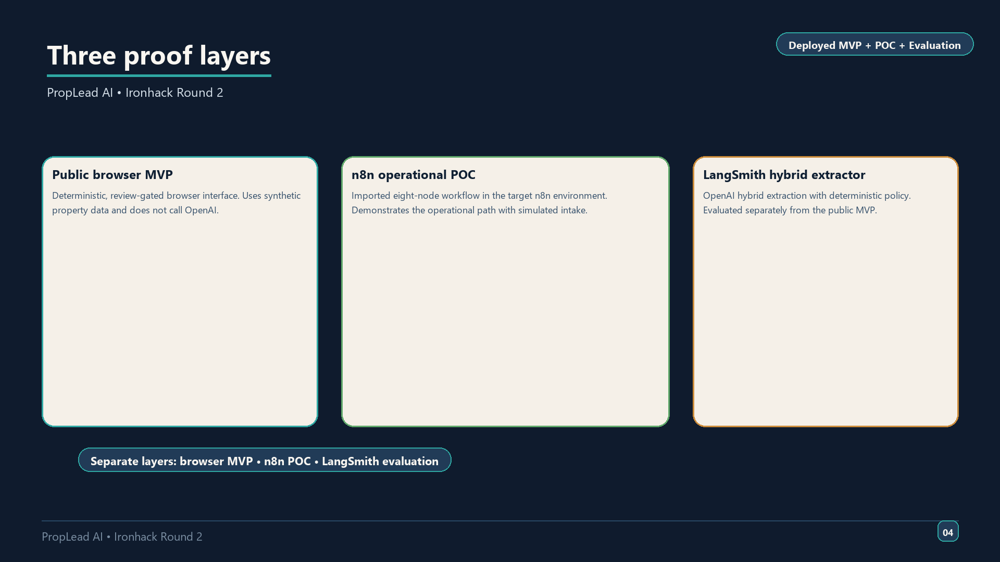 Three proof layers
Deployed MVP + POC + Evaluation
PropLead AI • Ironhack Round 2
Public browser MVP
Deterministic, review-gated browser interface. Uses synthetic
property data and does not call OpenAI.
n8n operational POC
Imported eight-node workflow in the target n8n environment.
Demonstrates the operational path with simulated intake.
LangSmith hybrid extractor
OpenAI hybrid extraction with deterministic policy.
Evaluated separately from the public MVP.
Separate layers: browser MVP • n8n POC • LangSmith evaluation
PropLead AI • Ironhack Round 2
04